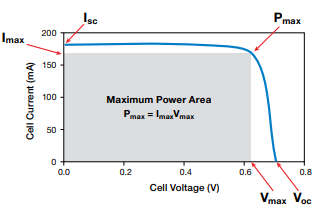 Isc
Pmax
Imax
200
150
100
50
0
Cell Current (mA)
Maximum Power Area
Pmax = ImaxVmax
0.0
0.2
0.4
0.6
0.8
Cell Voltage (V)
Vmax
Voc